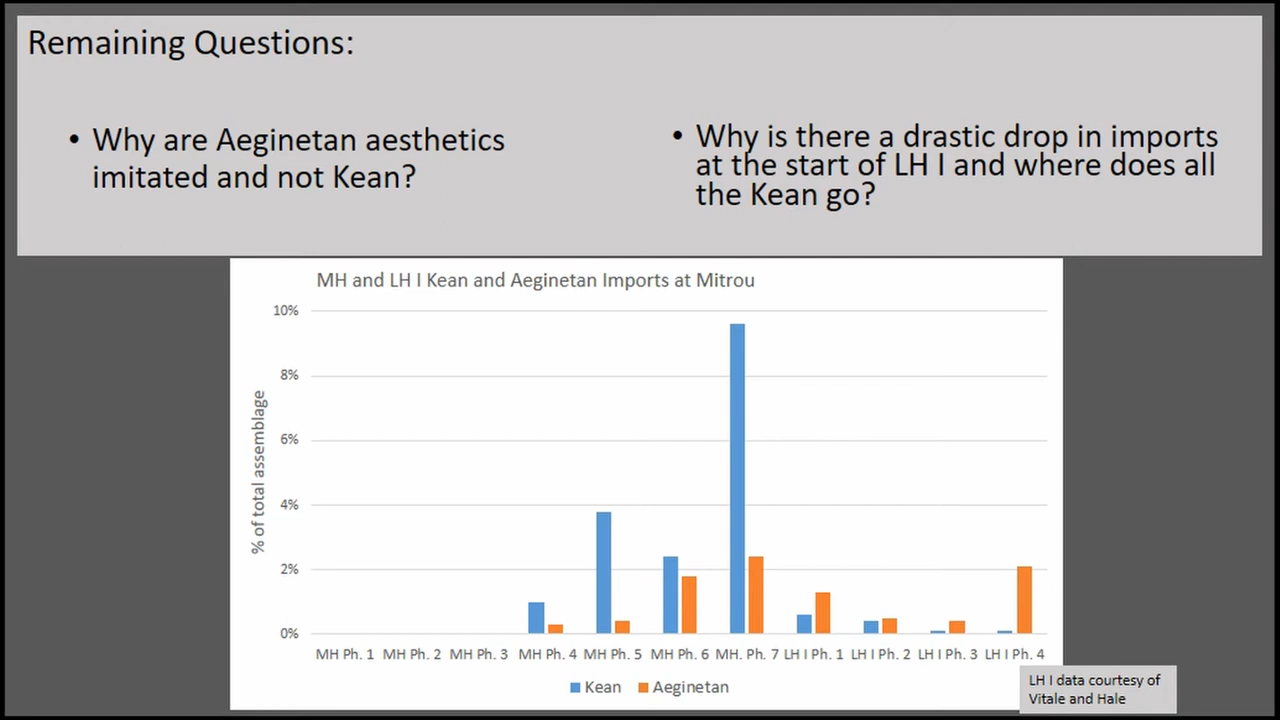 Remaining Questions:
• Why are Aeginetan aesthetics
imitated and not Kean?
• Why is there a drastic drop in imports
at the start of LH I and where does all
the Kean go?
MH and LH I Kean and Aeginetan Imports at Mitrou
% of total assemblage
10%
8%
6%
4%
2%
0%
MH Ph. 1 MH Ph. 2 MH Ph. 3 MH Ph. 4 MH Ph. 5 MH Ph. 6 MH. Ph. 7 LH I Ph. 1 LH I Ph. 2 LH I Ph. 3 LH I Ph. 4
Kean Aeginetan
LH I data courtesy of
Vitale and Hale